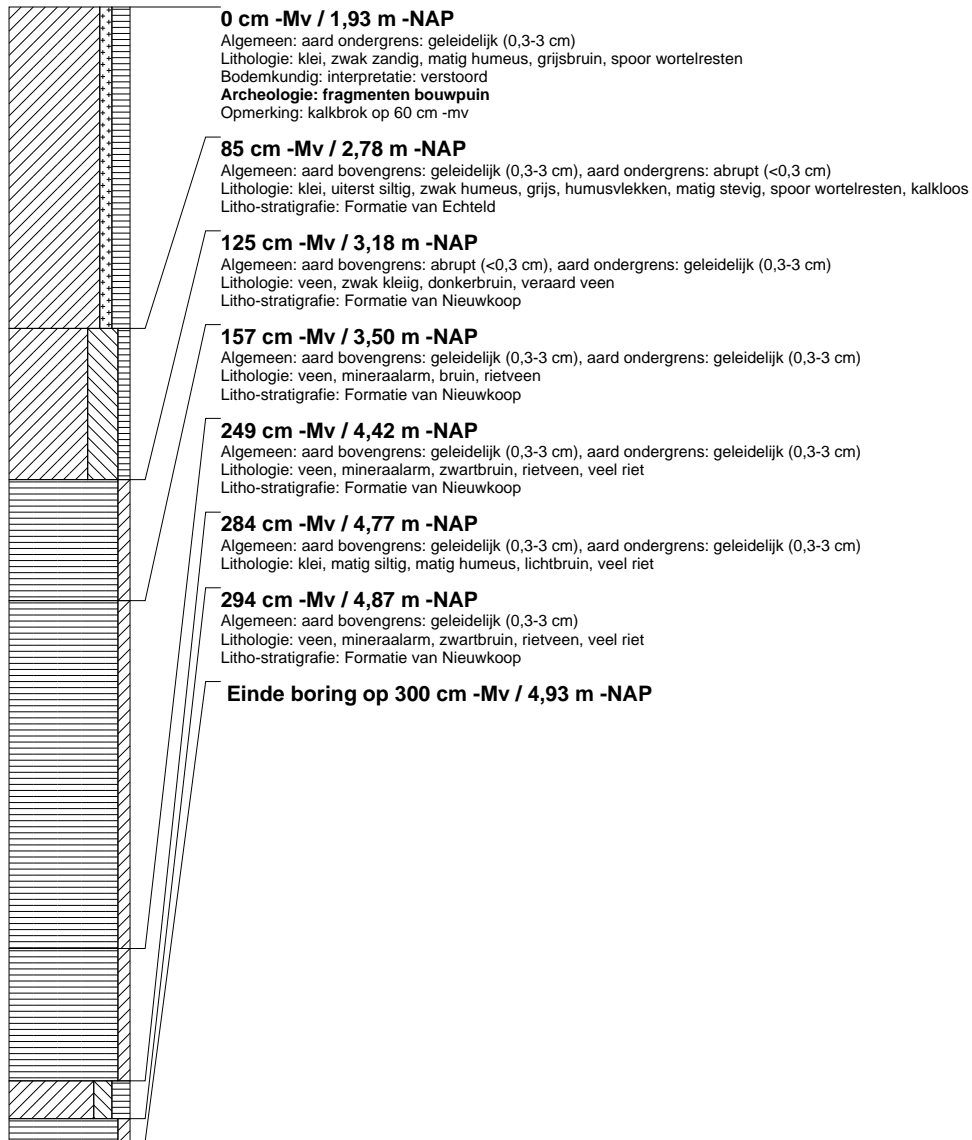 0 cm -Mv / 1,93 m -NAP
Algemeen: aard ondergrens: geleidelijk (0,3-3 cm)
Lithologie: klei, zwak zandig, matig humeus, grijsbruin, spoor wortelresten
Bodemkundig: interpretatie: verstoord
Archeologie: fragmenten bouwpuin
Opmerking: kalkbrok op 60 cm -mv
85 cm -Mv / 2,78 m -NAP
Algemeen: aard bovengrens: geleidelijk (0,3-3 cm), aard ondergrens: abrupt (<0,3 cm)
Lithologie: klei, uiterst siltig, zwak humeus, grijs, humusvlekken, matig stevig, spoor wortelresten, kalkloos
Litho-stratigrafie: Formatie van Echteld
125 cm -Mv / 3,18 m -NAP
Algemeen: aard bovengrens: abrupt (<0,3 cm), aard ondergrens: geleidelijk (0,3-3 cm)
Lithologie: veen, zwak kleiig, donkerbruin, veraard veen
Litho-stratigrafie: Formatie van Nieuwkoop
157 cm -Mv / 3,50 m -NAP
Algemeen: aard bovengrens: geleidelijk (0,3-3 cm), aard ondergrens: geleidelijk (0,3-3 cm)
Lithologie: veen, mineraalarm, bruin, rietveen
Litho-stratigrafie: Formatie van Nieuwkoop
249 cm -Mv / 4,42 m -NAP
Algemeen: aard bovengrens: geleidelijk (0,3-3 cm), aard ondergrens: geleidelijk (0,3-3 cm)
Lithologie: veen, mineraalarm, zwartbruin, rietveen, veel riet
Litho-stratigrafie: Formatie van Nieuwkoop
284 cm -Mv / 4,77 m -NAP
Algemeen: aard bovengrens: geleidelijk (0,3-3 cm), aard ondergrens: geleidelijk (0,3-3 cm)
Lithologie: klei, matig siltig, matig humeus, lichtbruin, veel riet
294 cm -Mv / 4,87 m -NAP
Algemeen: aard bovengrens: geleidelijk (0,3-3 cm)
Lithologie: veen, mineraalarm, zwartbruin, rietveen, veel riet
Litho-stratigrafie: Formatie van Nieuwkoop
Einde boring op 300 cm -Mv / 4,93 m -NAP